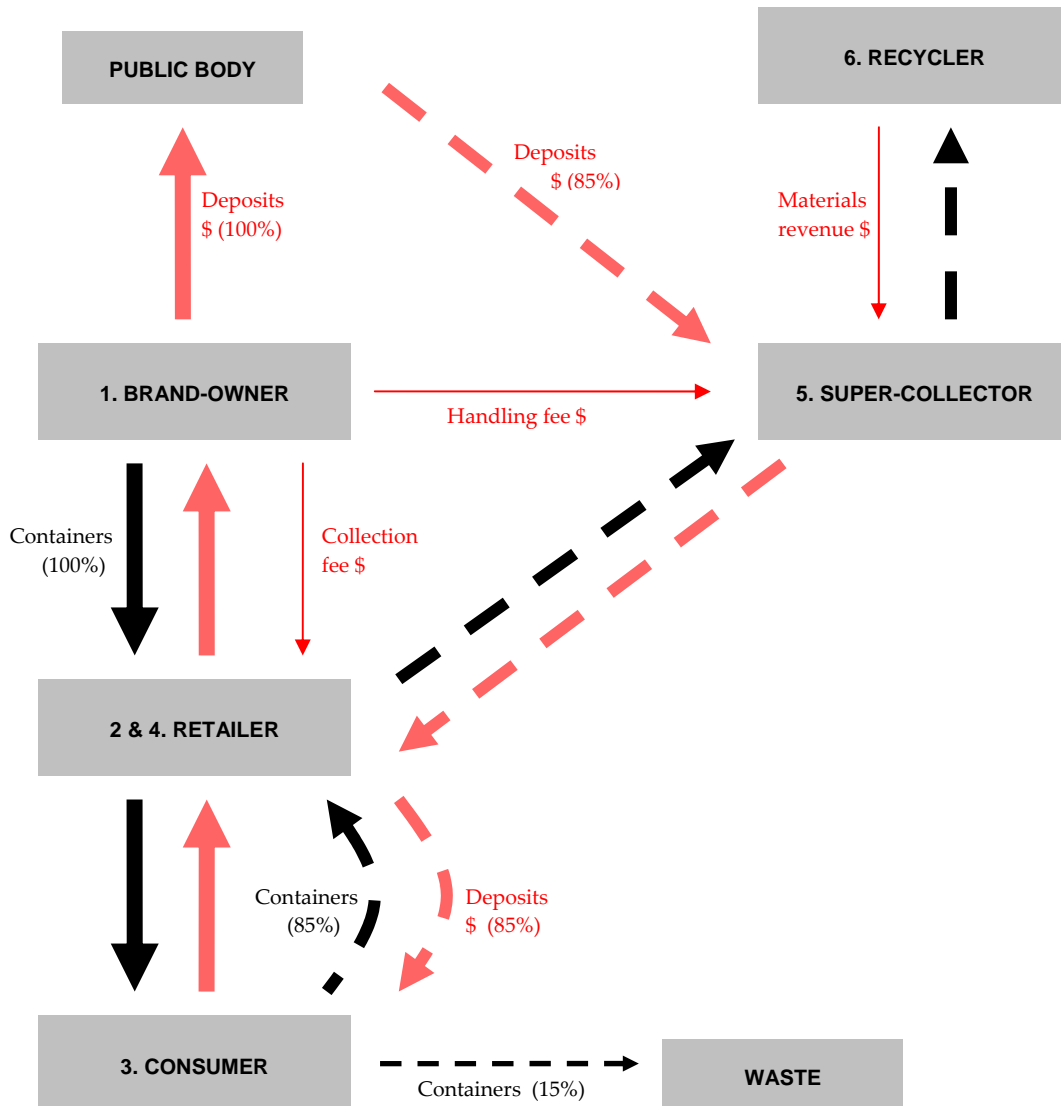 PUBLIC BODY
6. RECYCLER
Deposits
$ (85%)
Deposits
$ (100%)
Materials
revenue $
1. BRAND-OWNER
5. SUPER-COLLECTOR
Handling fee $
Containers
(100%)
Collection
fee $
2 & 4. RETAILER
Containers
(85%)
Deposits
$ (85%)
3. CONSUMER
WASTE
Containers (15%)